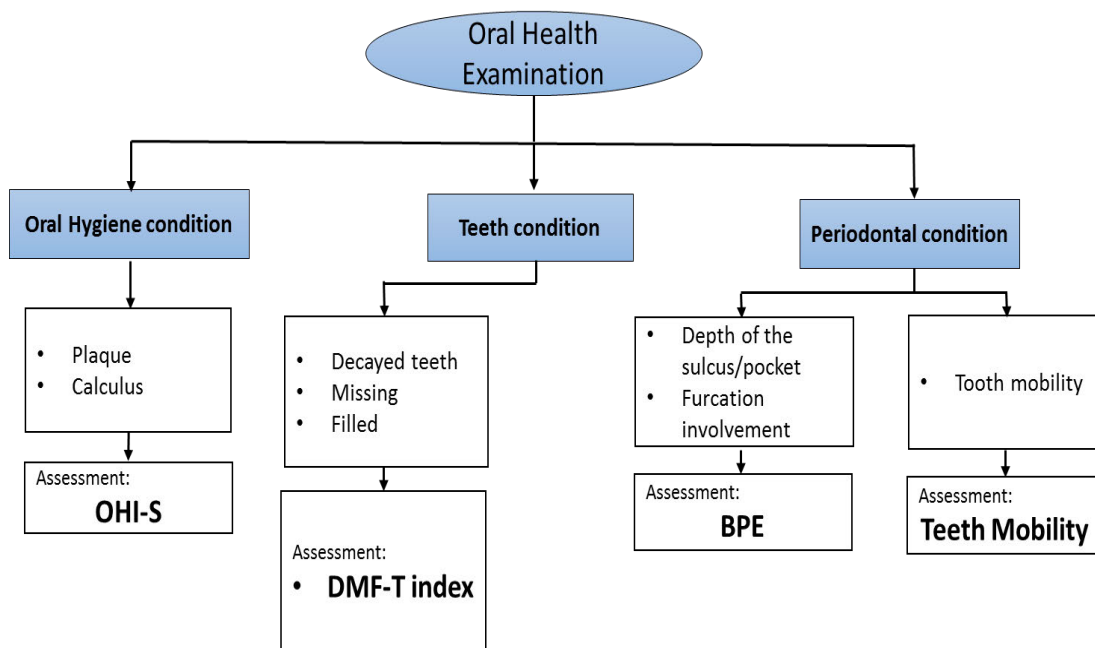 Oral Health
Examination
Oral Hygiene condition
Teeth condition
Periodontal condition
• Plaque
• Calculus
• Decayed teeth
• Missing
• Filled
• Depth of the
sulcus/pocket
• Furcation
involvement
• Tooth mobility
Assessment:
OHI-S
Assessment:
• DMF-T index
Assessment:
BPE
Assessment:
Teeth Mobility